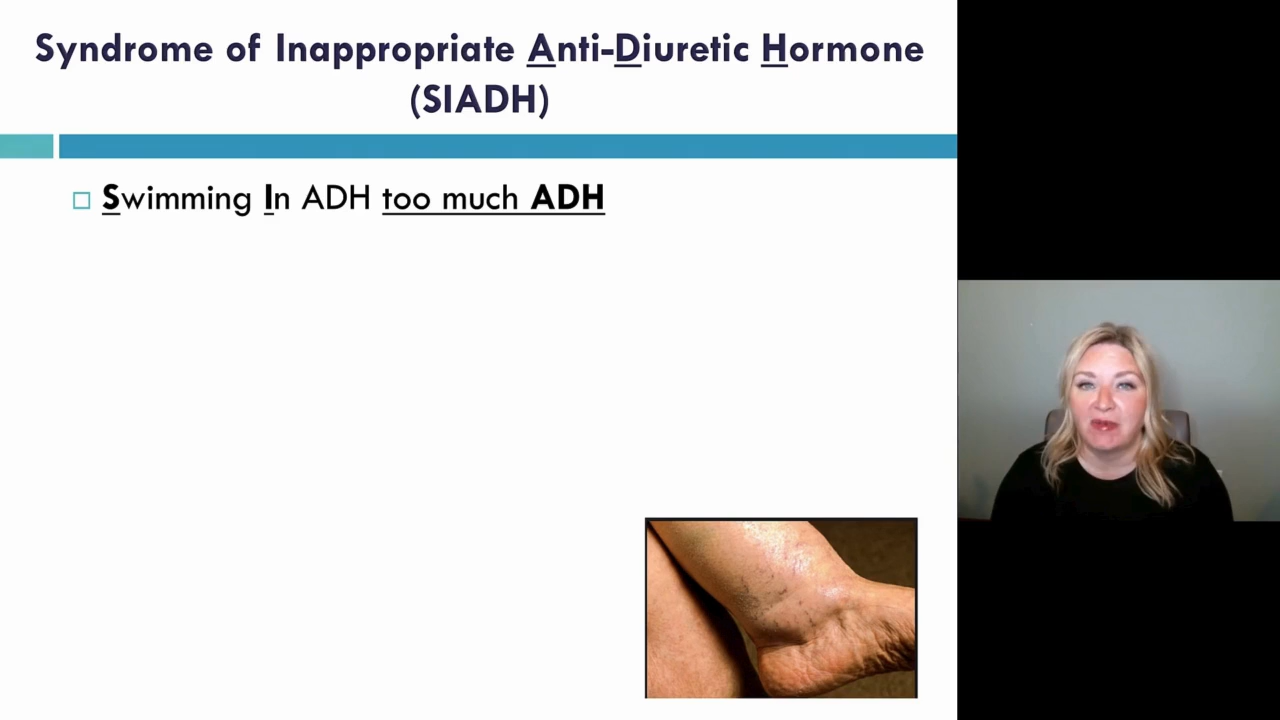 Syndrome of Inappropriate Anti-Diuretic Hormone
(SIADH)
Swimming In ADH too much ADH